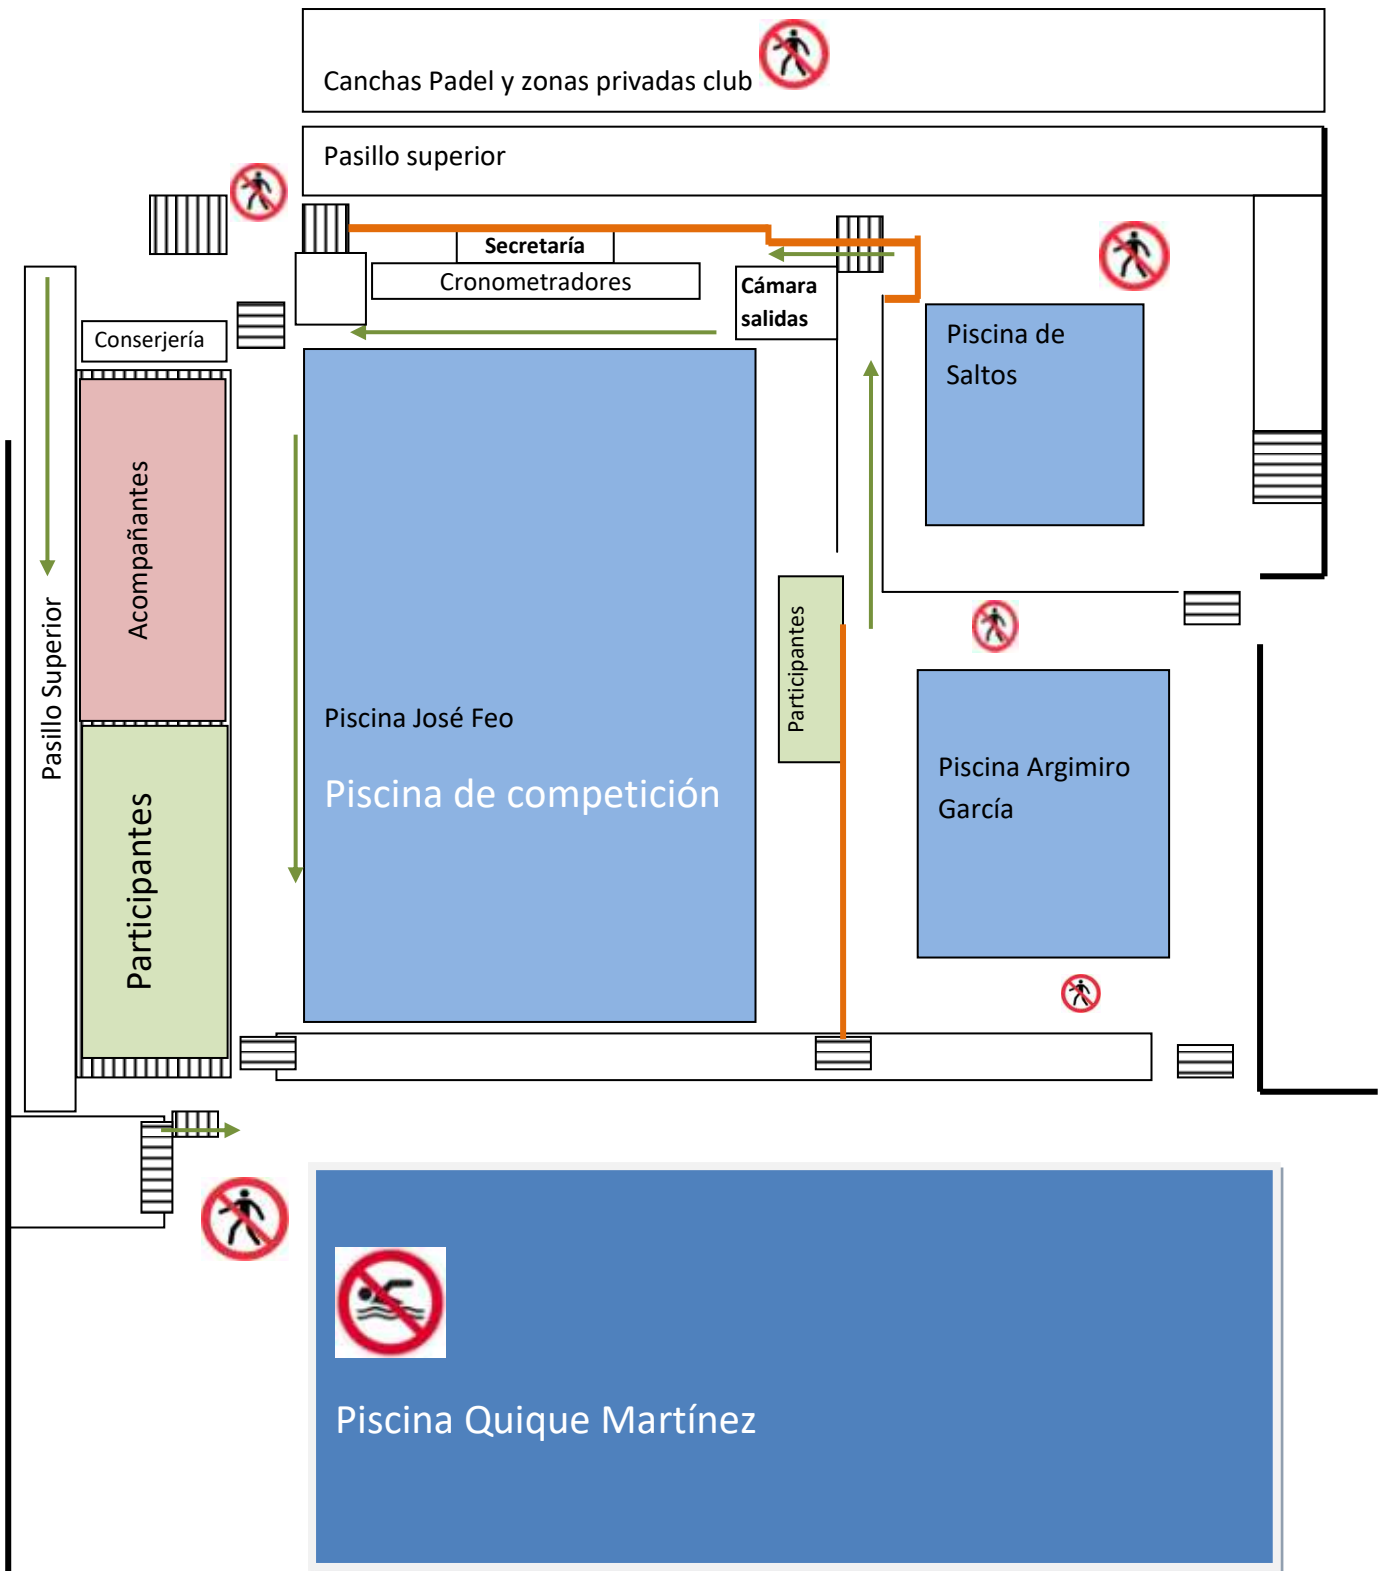 Canchas Padel y zonas privadas club
Pasillo superior
Secretaría
Cronometradores
Cámara
salidas
Conserjería
Piscina de
Saltos
Acompañantes
Pasillo Superior
Participantes
Piscina José Feo
Piscina de competición
Participantes
Piscina Argimiro
García
Piscina Quique Martínez